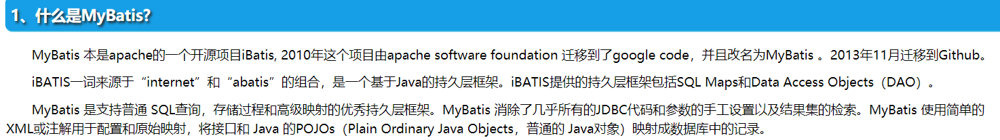 1、什么是MyBatis?
MyBatis 本是apache的一个开源项目iBatis, 2010年这个项目由apache software foundation 迁移到了google code，并且改名为MyBatis 。2013年11月迁移到Github。
iBATIS一词来源于“internet”和“abatis”的组合，是一个基于Java的持久层框架。iBATIS提供的持久层框架包括SQL Maps和Data Access Objects（DAO）。
MyBatis 是支持普通 SQL查询，存储过程和高级映射的优秀持久层框架。MyBatis 消除了几乎所有的JDBC代码和参数的手工设置以及结果集的检索。MyBatis 使用简单的
XML或注解用于配置和原始映射，将接口和 Java 的POJOs（Plain Ordinary Java Objects，普通的 Java对象）映射成数据库中的记录。